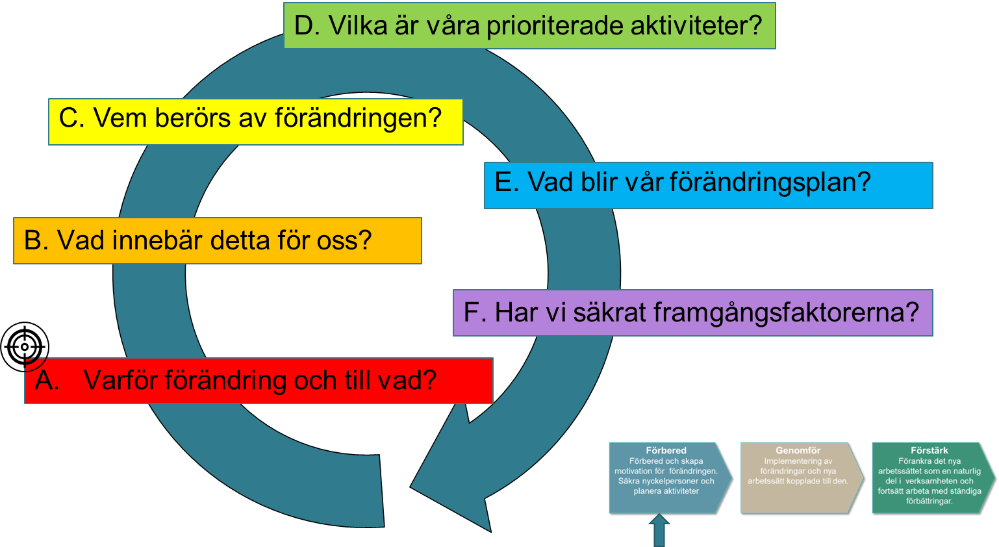 D. Vilka är våra prioriterade aktiviteter?
C. Vem berörs av förändringen?
E. Vad blir vår förändringsplan?
B. Vad innebär detta för oss?
F. Har vi säkrat framgångsfaktorerna?
A. Varför förändring och till vad?
Förbered
Förbered och skapa
motivation för förändringen.
Säkra nyckelpersoner och
planera aktiviteter
Genomför
Implementering av
förändringar och nya
arbetssätt kopplade till den.
Förstärk
Förankra det nya
arbetssättet som en naturlig
del i verksamheten och
fortsätt arbeta med ständiga
förbättringar.